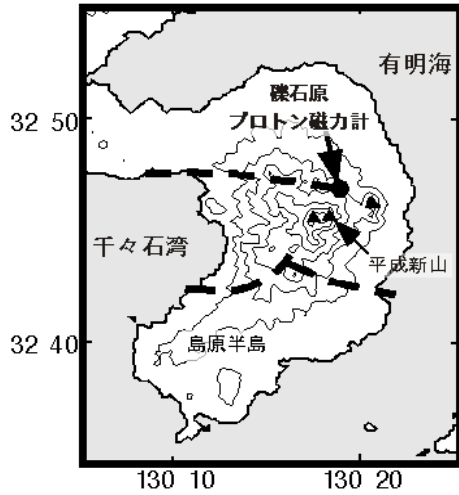 有明海
礫石原
プロトン磁力計
32 50
千々石湾
平成新山
32 40
島原半島
130 10
130 20